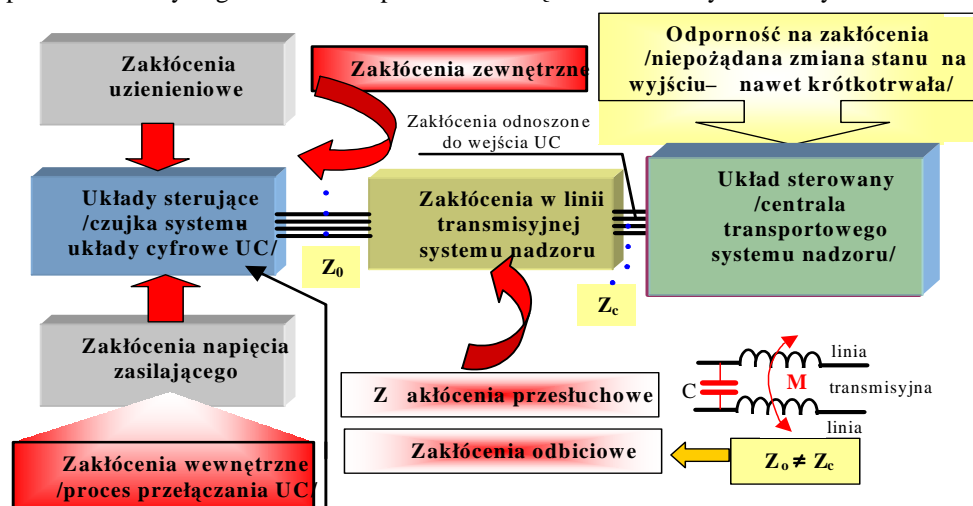 Zakłócenia
uzienieniowe
Zakłócenia zewnętrzne
Odporność na zakłócenia
/niepożądana zmiana stanu na
wyjściu– nawet krótkotrwała/
Zakłócenia odnoszone
do wejścia UC
Układy sterujące
/czujka systemu
układy cyfrowe UC/
Z0
Zakłócenia w linii
transmisyjnej
systemu nadzoru
Zc
Układ sterowany
/centrala
transportowego
systemu nadzoru/
Zakłócenia napięcia
zasilającego
Z akłócenia przesłuchowe
Zakłócenia odbiciowe
C
M
linia
transmisyjna
linia
Zo ≠ Zc
Zakłócenia wewnętrzne
/proces przełączania UC/